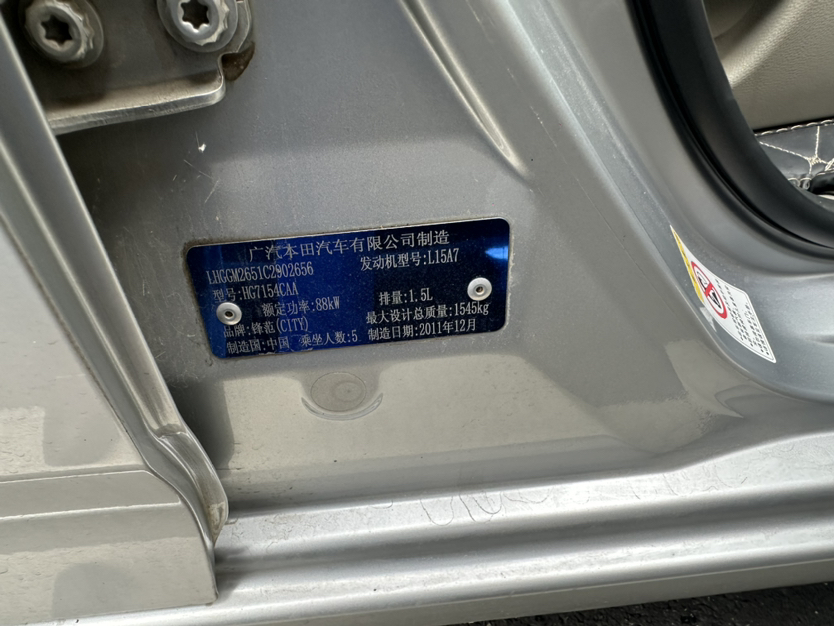 广汽本田汽车有限公司制造
LHGGM2651C2902656 发动机型号:L15A7
型号:HG7154CAA 排量:1.5L
额定功率:88kW 最大设计总质量:1545kg
品牌:锋范(CITY)
制造国:中国 乘坐人数:5 制造日期:2011年12月